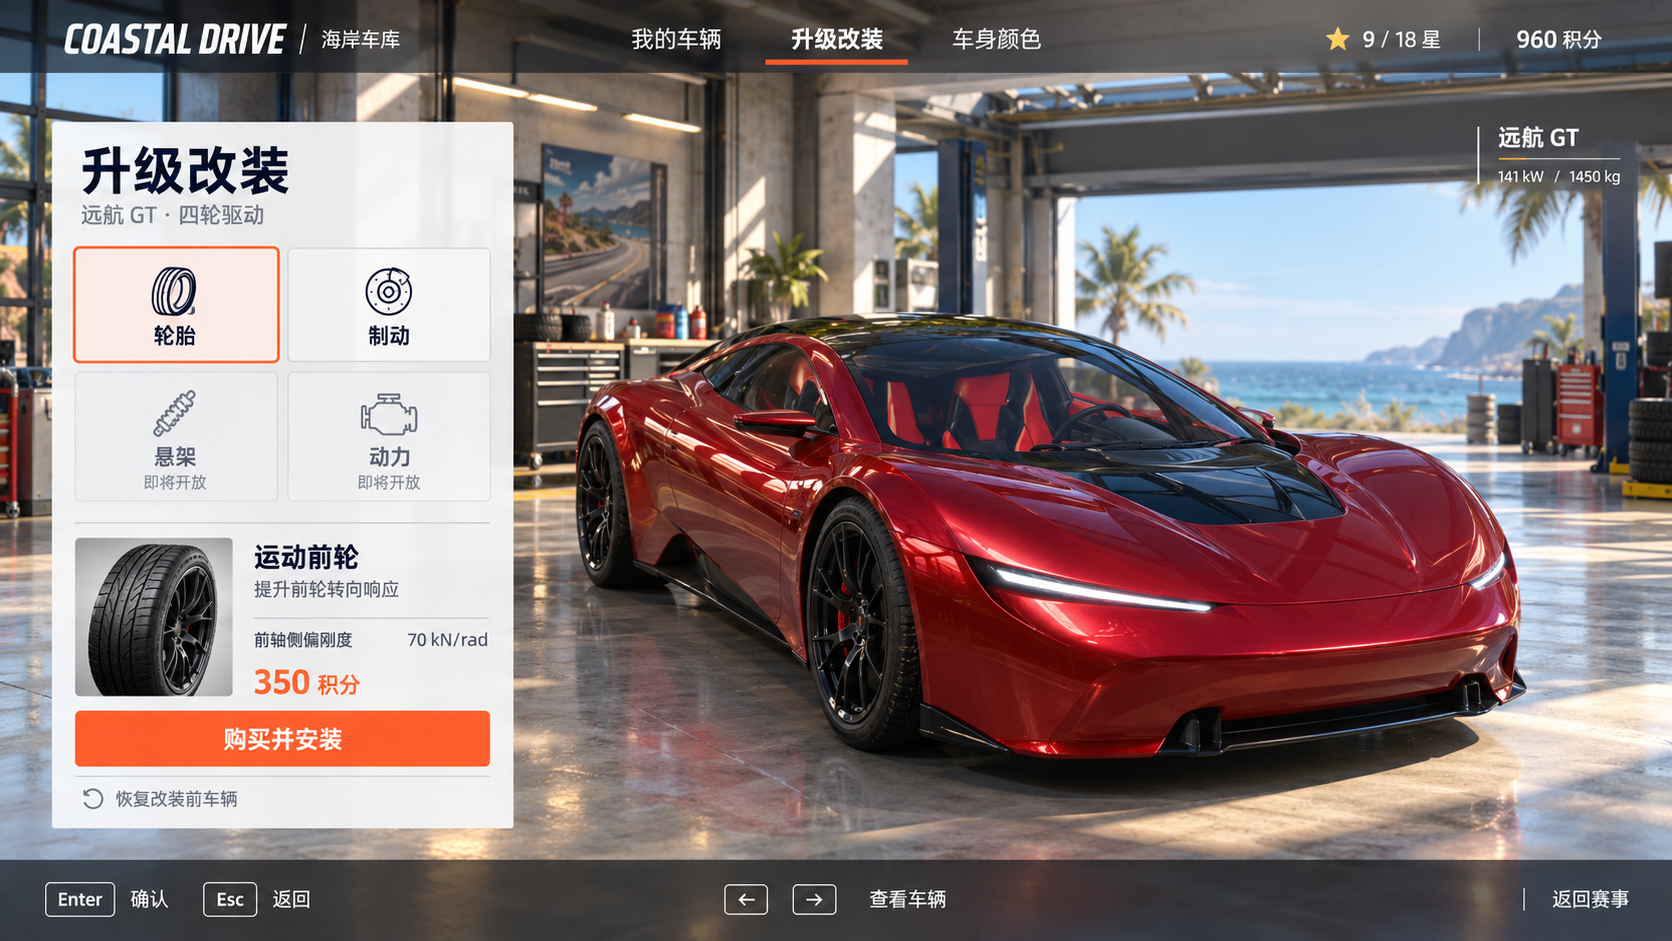 COASTAL DRIVE / 海岸车库
我的车辆
升级改装
车身颜色
9 / 18 星
960 积分
远航 GT
141 kW / 1450 kg
升级改装
远航 GT · 四轮驱动
轮胎
制动
悬架
即将开放
动力
即将开放
运动前轮
提升前轮转向响应
前轴侧偏刚度 70 kN/rad
350 积分
购买并安装
恢复改装前车辆
Enter 确认
Esc 返回
← → 查看车辆
返回赛事